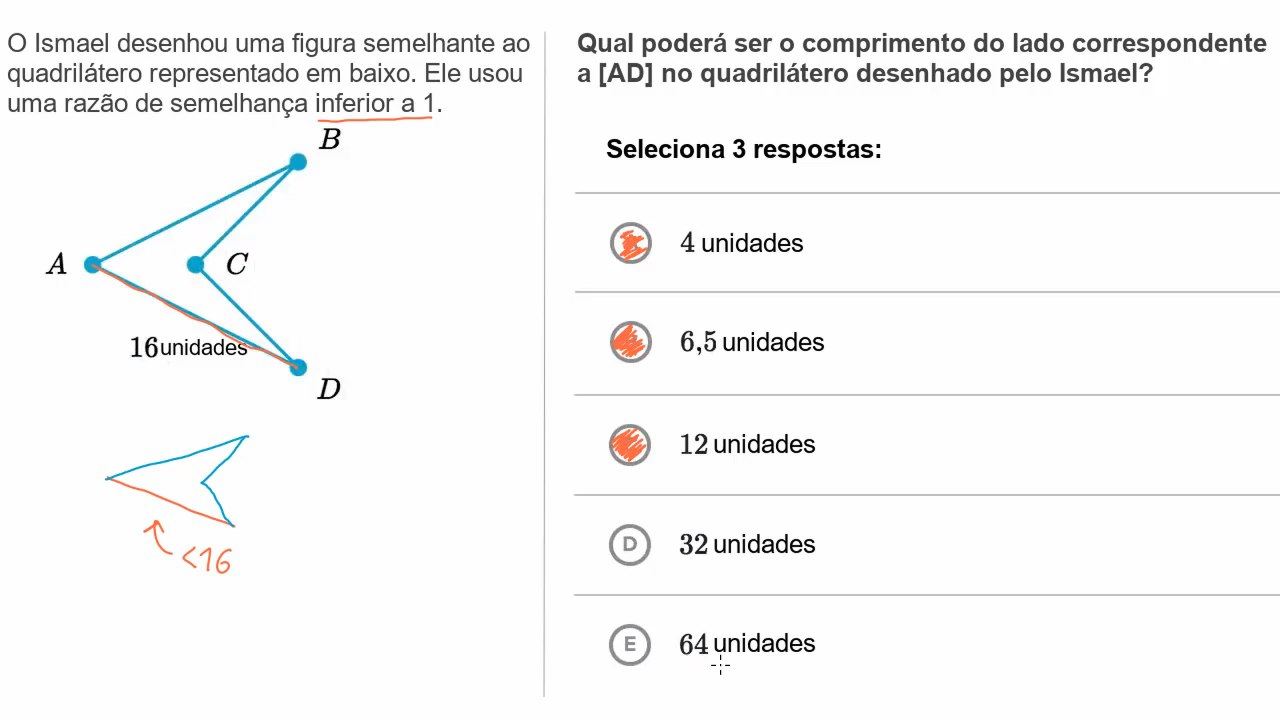 O Ismael desenhou uma figura semelhante ao
quadrilátero representado em baixo. Ele usou
uma razão de semelhança inferior a 1.
B
A
C
16 unidades
D
<16
Qual poderá ser o comprimento do lado correspondente
a [AD] no quadrilátero desenhado pelo Ismael?
Seleciona 3 respostas:
4 unidades
6,5 unidades
12 unidades
D 32 unidades
E 64 unidades